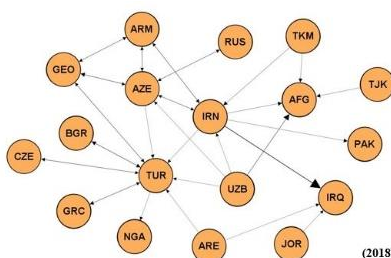 ARM
RUS
TKM
GEO
AZE
AFG
TJK
IRN
BGR
PAK
CZE
TUR
UZB
IRQ
GRC
NGA
ARE
JOR
(2018